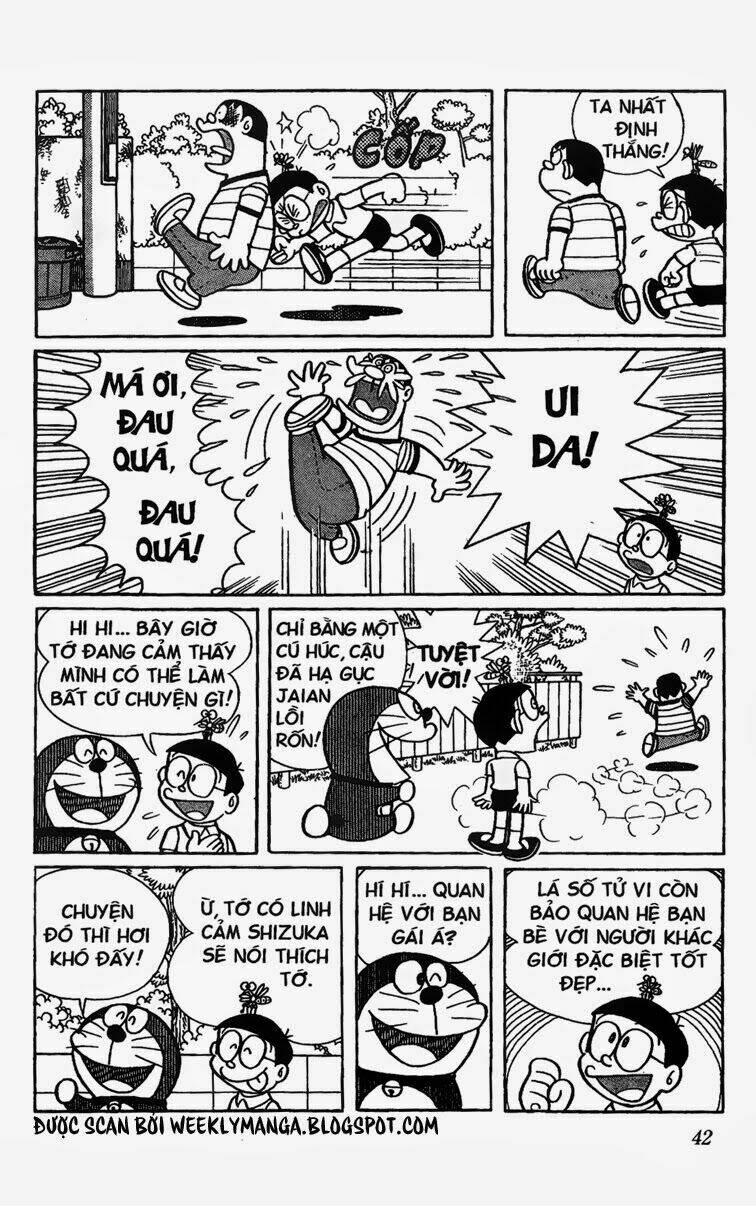 TA NHẤT
ĐỊNH
THẮNG!
CỐP
UI
DA!
MÁ ƠI,
ĐAU
QUÁ,
ĐAU
QUÁ!
TUYỆT
VỜI!
CHỈ BẰNG MỘT
CÚ HÚC, CẬU
ĐÃ HẠ GỤC
JAIAN
LỒI
RỐN!
HI HI... BÂY GIỜ
TỚ ĐANG CẢM THẤY
MÌNH CÓ THỂ LÀM
BẤT CỨ CHUYỆN GÌ!
LÁ SỐ TỬ VI CÒN
BẢO QUAN HỆ BẠN
BÈ VỚI NGƯỜI KHÁC
GIỚI ĐẶC BIỆT TỐT
ĐẸP...
HÍ HÍ... QUAN
HỆ VỚI BẠN
GÁI Á?
Ừ, TỚ CÓ LINH
CẢM SHIZUKA
SẼ NÓI THÍCH
TỚ.
CHUYỆN
ĐÓ THÌ HƠI
KHÓ ĐẤY!
ĐƯỢC SCAN BỞI WEEKLYMANGA.BLOGSPOT.COM
42